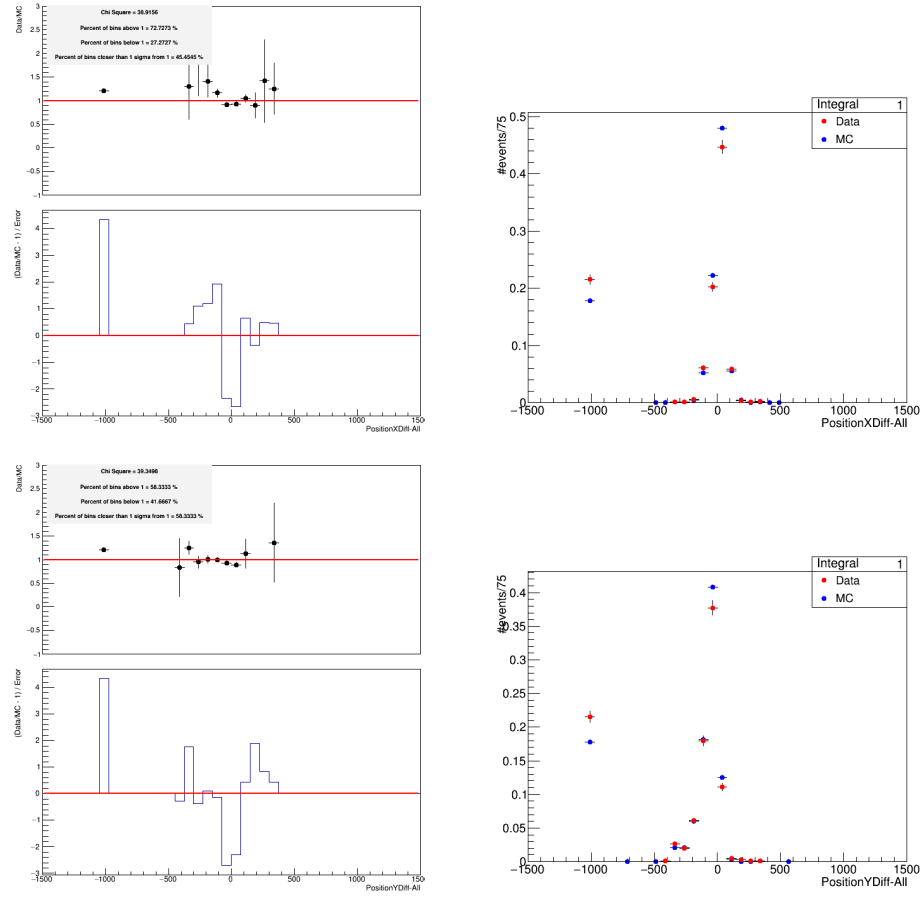 Data/MC
3
2.5
2
1.5
1
0.5
0
−0.5
−1
Chi Square = 38.9156
Percent of bins above 1 = 72.7273 %
Percent of bins below 1 = 27.2727 %
Percent of bins closer than 1 sigma from 1 = 45.4545 %
(Data/MC - 1) / Error
4
3
2
1
0
−1
−2
−3
−1500 −1000 −500 0 500 1000 150
PositionXDiff-All
#events/75
0.5
0.4
0.3
0.2
0.1
0
Integral 1
Data
MC
−1500 −1000 −500 0 500 1000 1500
PositionXDiff-All
Data/MC
3
2.5
2
1.5
1
0.5
0
−0.5
−1
Chi Square = 39.3498
Percent of bins above 1 = 58.3333 %
Percent of bins below 1 = 41.6667 %
Percent of bins closer than 1 sigma from 1 = 58.3333 %
(Data/MC - 1) / Error
4
3
2
1
0
−1
−2
−3
−1500 −1000 −500 0 500 1000 150
PositionYDiff-All
#events/75
0.4
0.35
0.3
0.25
0.2
0.15
0.1
0.05
0
Integral 1
Data
MC
−1500 −1000 −500 0 500 1000 1500
PositionYDiff-All